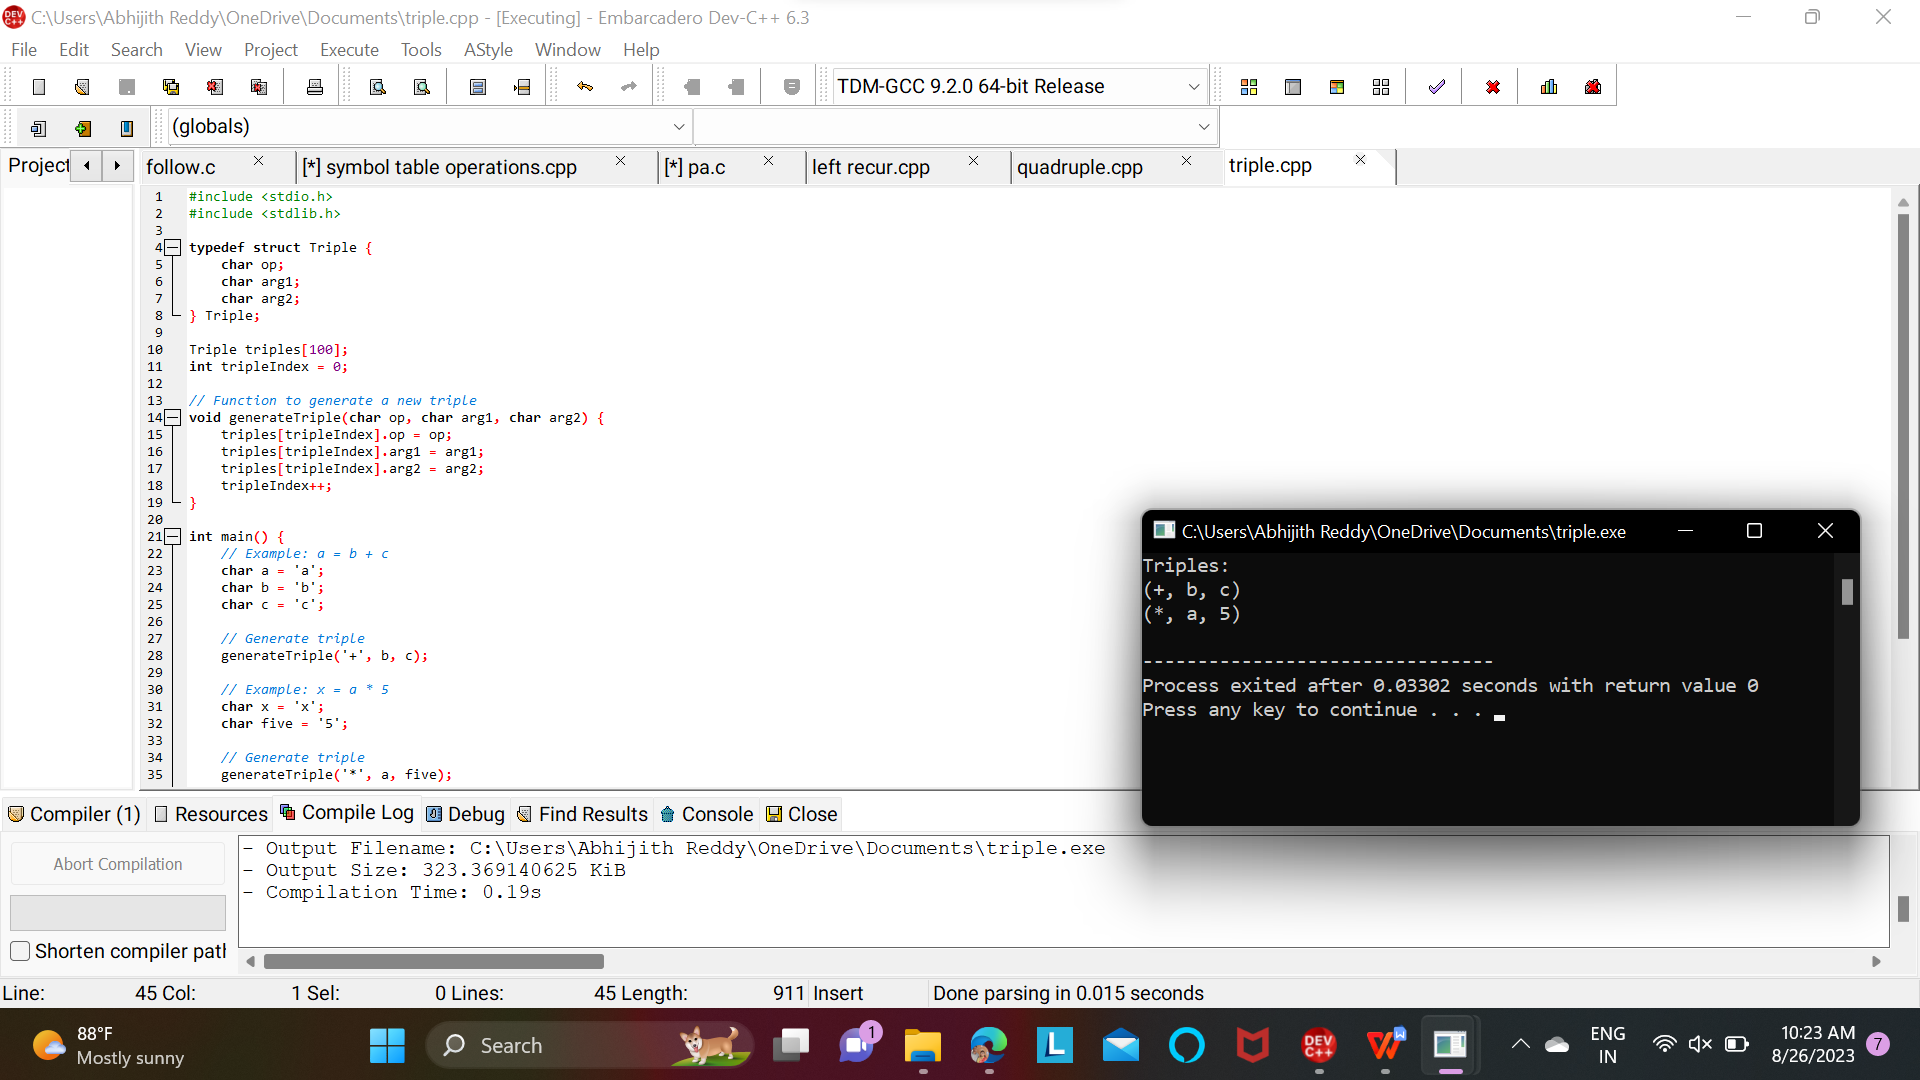 C:\Users\Abhijith Reddy\OneDrive\Documents\triple.cpp - [Executing] - Embarcadero Dev-C++ 6.3
File Edit Search View Project Execute Tools AStyle Window Help
TDM-GCC 9.2.0 64-bit Release
(globals)
Project follow.c [*] symbol table operations.cpp [*] pa.c left recur.cpp quadruple.cpp triple.cpp
1 #include <stdio.h>
2 #include <stdlib.h>
3
4 typedef struct Triple {
5 char op;
6 char arg1;
7 char arg2;
8 } Triple;
9
10 Triple triples[100];
11 int tripleIndex = 0;
12
13 // Function to generate a new triple
14 void generateTriple(char op, char arg1, char arg2) {
15 triples[tripleIndex].op = op;
16 triples[tripleIndex].arg1 = arg1;
17 triples[tripleIndex].arg2 = arg2;
18 tripleIndex++;
19 }
20
21 int main() {
22 // Example: a = b + c
23 char a = 'a';
24 char b = 'b';
25 char c = 'c';
26
27 // Generate triple
28 generateTriple('+', b, c);
29
30 // Example: x = a * 5
31 char x = 'x';
32 char five = '5';
33
34 // Generate triple
35 generateTriple('*', a, five);
C:\Users\Abhijith Reddy\OneDrive\Documents\triple.exe
Triples:
(+, b, c)
(*, a, 5)
--------------------------------
Process exited after 0.03302 seconds with return value 0
Press any key to continue . . .
Compiler (1) Resources Compile Log Debug Find Results Console Close
Abort Compilation
Shorten compiler path
- Output Filename: C:\Users\Abhijith Reddy\OneDrive\Documents\triple.exe
- Output Size: 323.369140625 KiB
- Compilation Time: 0.19s
Line: 45 Col: 1 Sel: 0 Lines: 45 Length: 911 Insert Done parsing in 0.015 seconds
88°F
Mostly sunny
Search
1
L
DEV C++
W
ENG
IN
10:23 AM
8/26/2023
7